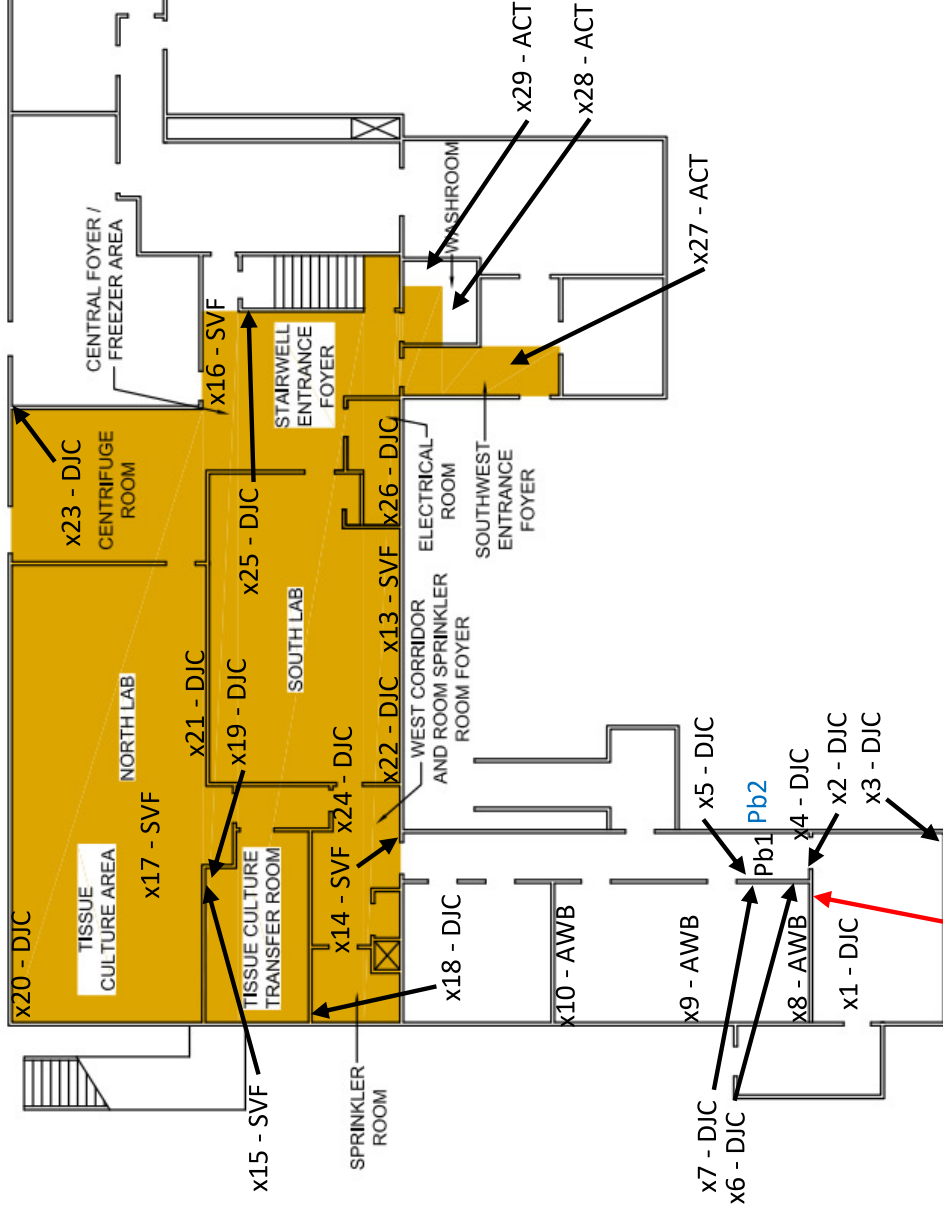 x20 - DJC
TISSUE
CULTURE AREA
x17 - SVF
NORTH LAB
x23 - DJC
CENTRIFUGE
ROOM
CENTRAL FOYER /
FREEZER AREA
x15 - SVF
TISSUE CULTURE
TRANSFER ROOM
x21 - DJC
x19 - DJC
x25 - DJC
x16 - SVF
SOUTH LAB
STAIRWELL
ENTRANCE
FOYER
SPRINKLER
ROOM
x18 - DJC
x14 - SVF
x24 - DJC
x22 - DJC
x13 - SVF
x26 - DJC
WEST CORRIDOR
AND ROOM SPRINKLER
ROOM FOYER
ELECTRICAL
ROOM
SOUTHWEST
ENTRANCE
FOYER
WASHROOM
x29 - ACT
x28 - ACT
x27 - ACT
x10 - AWB
x9 - AWB
x8 - AWB
x7 - DJC
x6 - DJC
x5 - DJC
Pb1
Pb2
x4 - DJC
x2 - DJC
x3 - DJC
x1 - DJC